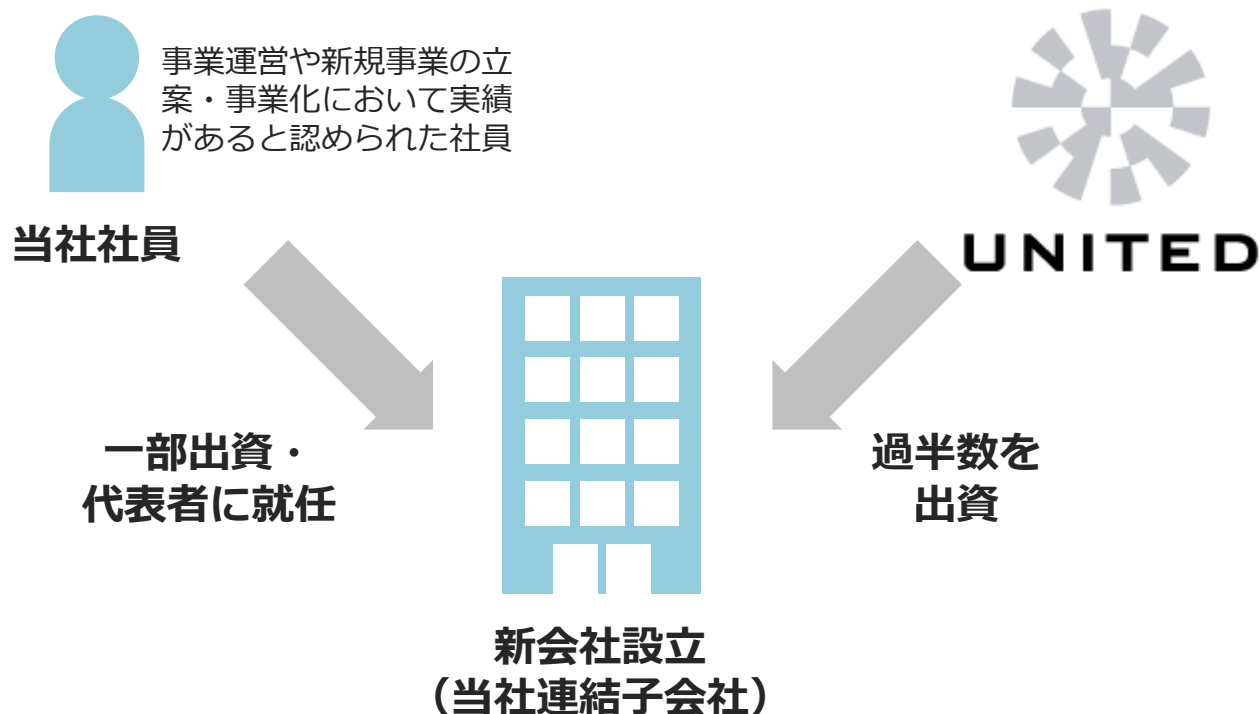 事業運営や新規事業の立
案・事業化において実績
があると認められた社員
当社社員
UNITED
一部出資・
代表者に就任
過半数を
出資
新会社設立
（当社連結子会社）